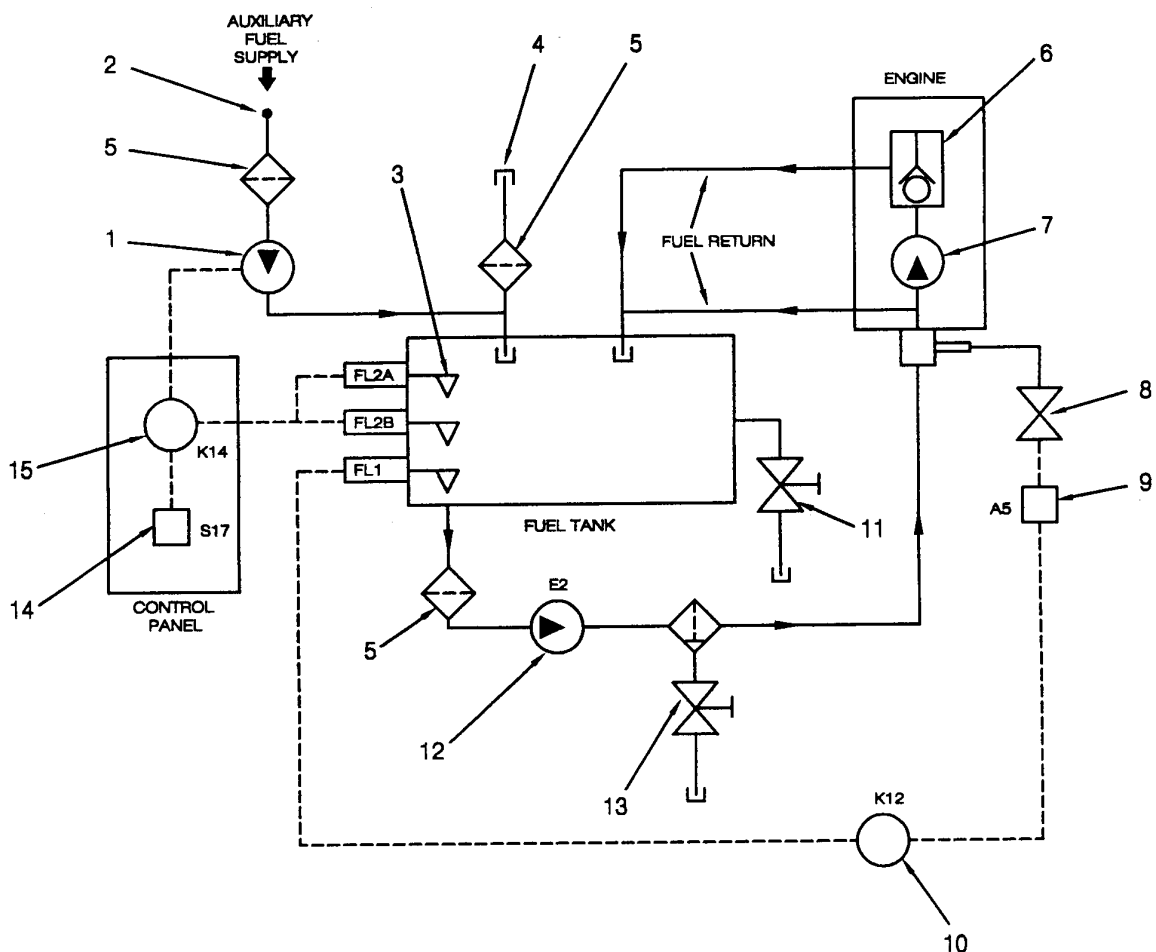 AUXILIARY
FUEL
SUPPLY
2
4
5
6
ENGINE
5
3
1
FUEL RETURN
7
FL2A
FL2B
FL1
8
15
K14
9
A5
S17
FUEL TANK
11
14
CONTROL
PANEL
E2
5
12
13
K12
10